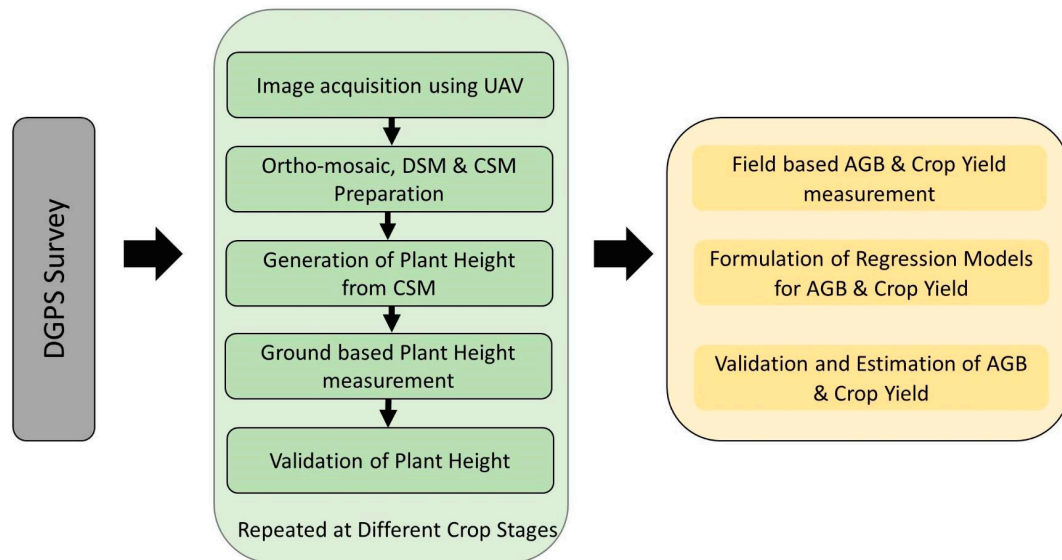 DGPS Survey
Image acquisition using UAV
Ortho-mosaic, DSM & CSM
Preparation
Generation of Plant Height
from CSM
Ground based Plant Height
measurement
Validation of Plant Height
Repeated at Different Crop Stages
Field based AGB & Crop Yield
measurement
Formulation of Regression Models
for AGB & Crop Yield
Validation and Estimation of AGB
& Crop Yield